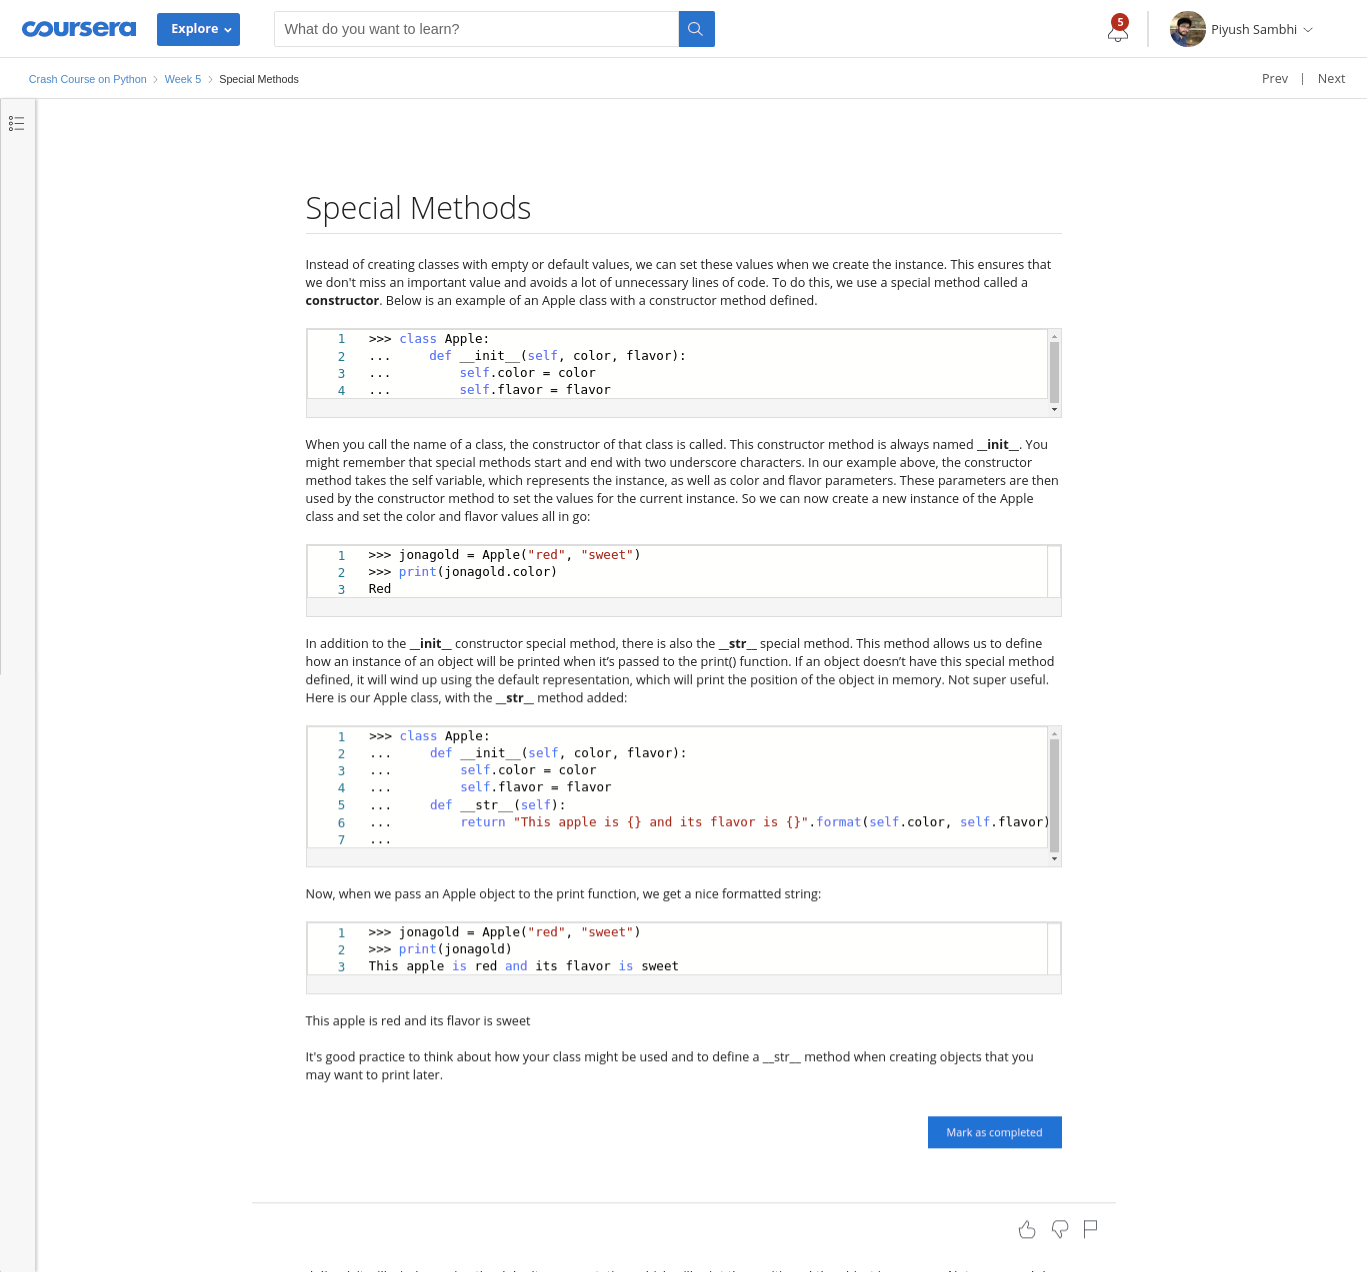 coursera
Explore
What do you want to learn?
5
Piyush Sambhi
Crash Course on Python > Week 5 > Special Methods
Prev | Next
Special Methods
Instead of creating classes with empty or default values, we can set these values when we create the instance. This ensures that
we don't miss an important value and avoids a lot of unnecessary lines of code. To do this, we use a special method called a
constructor. Below is an example of an Apple class with a constructor method defined.
1 >>> class Apple:
2 ...     def __init__(self, color, flavor):
3 ...         self.color = color
4 ...         self.flavor = flavor
When you call the name of a class, the constructor of that class is called. This constructor method is always named __init__. You
might remember that special methods start and end with two underscore characters. In our example above, the constructor
method takes the self variable, which represents the instance, as well as color and flavor parameters. These parameters are then
used by the constructor method to set the values for the current instance. So we can now create a new instance of the Apple
class and set the color and flavor values all in go:
1 >>> jonagold = Apple("red", "sweet")
2 >>> print(jonagold.color)
3 Red
In addition to the __init__ constructor special method, there is also the __str__ special method. This method allows us to define
how an instance of an object will be printed when it’s passed to the print() function. If an object doesn’t have this special method
defined, it will wind up using the default representation, which will print the position of the object in memory. Not super useful.
Here is our Apple class, with the __str__ method added:
1 >>> class Apple:
2 ...     def __init__(self, color, flavor):
3 ...         self.color = color
4 ...         self.flavor = flavor
5 ...     def __str__(self):
6 ...         return "This apple is {} and its flavor is {}".format(self.color, self.flavor)
7 ...
Now, when we pass an Apple object to the print function, we get a nice formatted string:
1 >>> jonagold = Apple("red", "sweet")
2 >>> print(jonagold)
3 This apple is red and its flavor is sweet
This apple is red and its flavor is sweet
It's good practice to think about how your class might be used and to define a __str__ method when creating objects that you
may want to print later.
Mark as completed